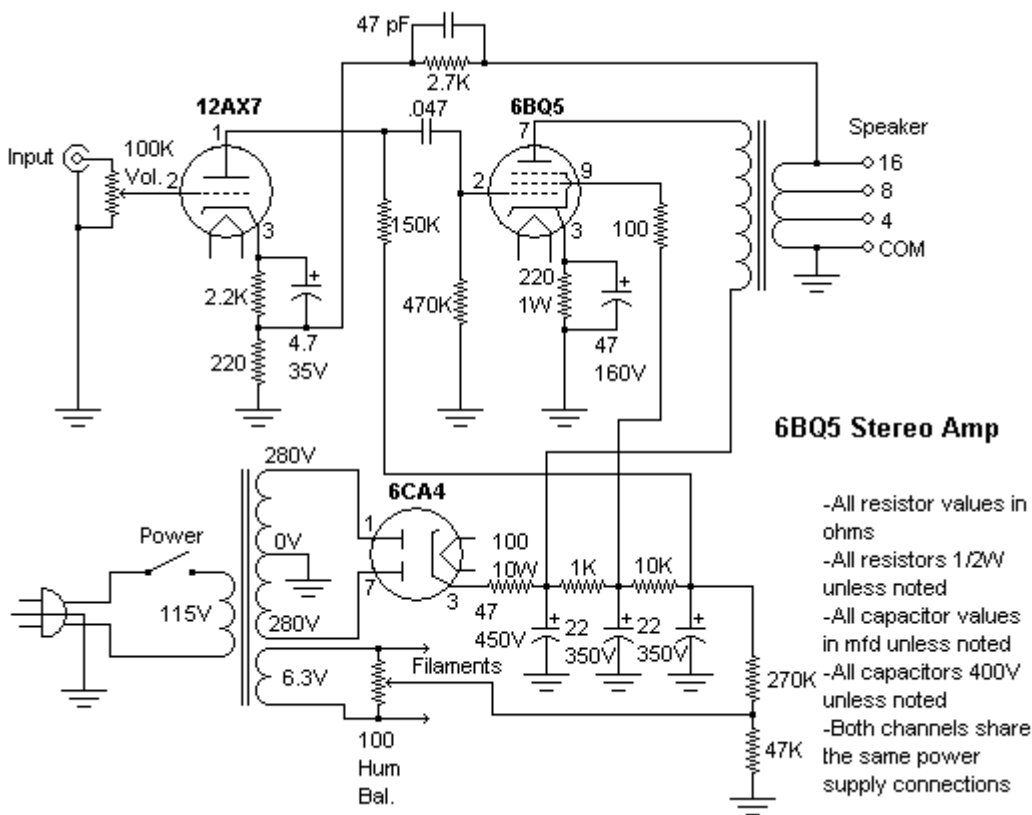 47 pF
2.7K
12AX7
.047
6BQ5
1
7
Speaker
Input
100K
Vol.
2
2
9
16
8
4
COM
3
150K
3
100
2.2K
+
470K
220
1W
+
220
4.7
35V
47
160V
6BQ5 Stereo Amp
280V
6CA4
-All resistor values in
ohms
-All resistors 1/2W
unless noted
-All capacitor values
in mfd unless noted
-All capacitors 400V
unless noted
-Both channels share
the same power
supply connections
Power
0V
1
7
3
100
10W
1K
10K
115V
280V
47
450V
+
22
350V
+
22
350V
+
6.3V
Filaments
270K
100
Hum
Bal.
47K